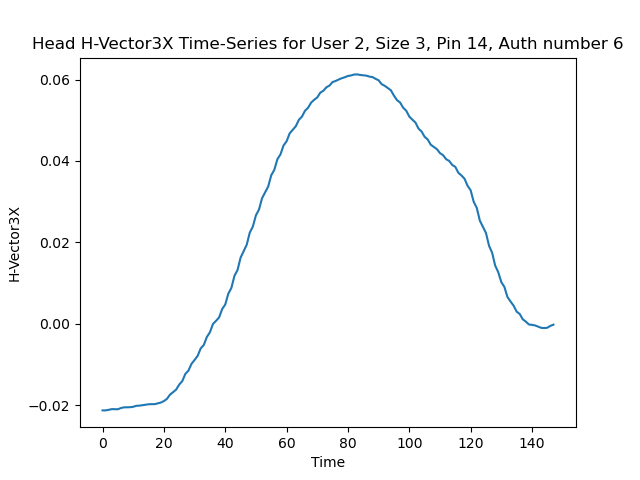 Head H-Vector3X Time-Series for User 2, Size 3, Pin 14, Auth number 6
H-Vector3X
0.06
0.04
0.02
0.00
−0.02
0 20 40 60 80 100 120 140
Time